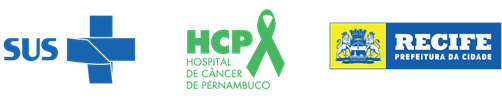 SUS
HCP
HOSPITAL
DE CÂNCER
DE PERNAMBUCO
RECIFE
PREFEITURA DA CIDADE